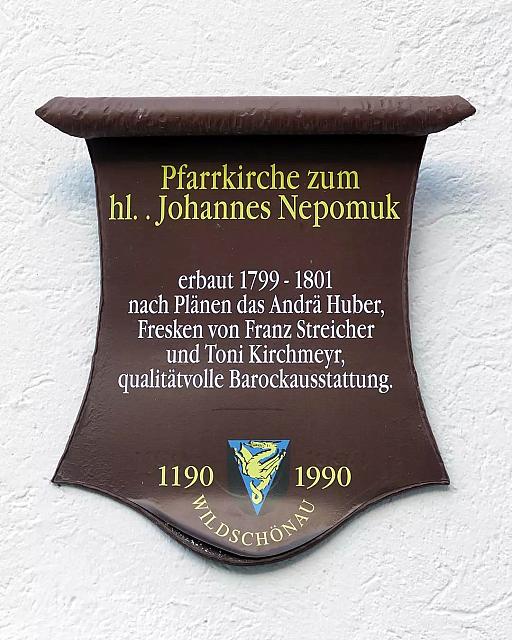 Pfarrkirche zum
hl. . Johannes Nepomuk
erbaut 1799 - 1801
nach Plänen das Andrä Huber,
Fresken von Franz Streicher
und Toni Kirchmeyr,
qualitätvolle Barockausstattung.
1190 1990
WILDSCHÖNAU